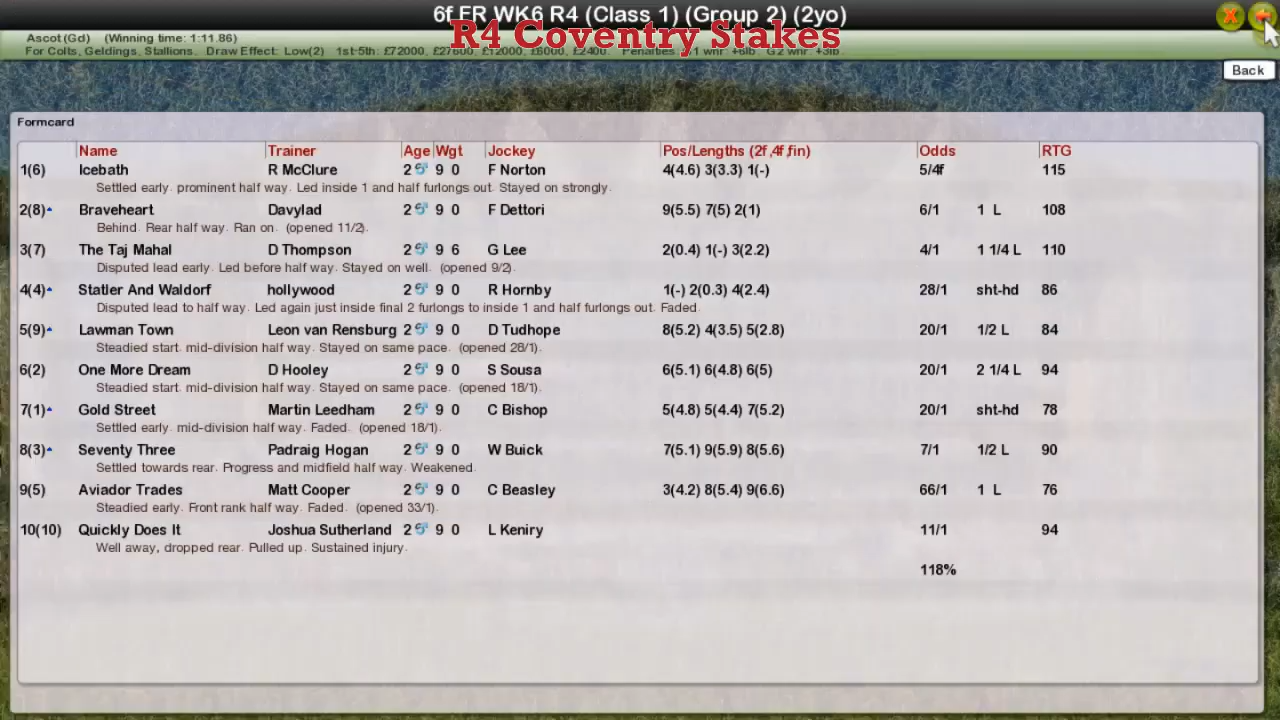 6f ER WK6 R4 (Class 1) (Group 2) (2yo)
R4 Coventry Stakes
Ascot(Gd) (Winning time: 1:11.86)
For Colts, Geldings, Stallions. Draw Effect: Low(2) 1st-5th: £72000, £27600, £12000, £6000, £2400. Penalties: wnr: +6lb, G2 wnr: +3lb.
Back
Formcard
Name Trainer Age Wgt Jockey Pos/Lengths (2f,4f,fin) Odds RTG
1(6) Icebath R McClure 2 9 0 F Norton 4(4.6) 3(3.3) 1(-) 5/4f 115
Settled early. prominent half way. Led inside 1 and half furlongs out. Stayed on strongly.
2(8) Braveheart Davylad 2 9 0 F Dettori 9(5.5) 7(5) 2(1) 6/1 1 L 108
Behind. Rear half way. Ran on. (opened 11/2).
3(7) The Taj Mahal D Thompson 2 9 6 G Lee 2(0.4) 1(-) 3(2.2) 4/1 1 1/4 L 110
Disputed lead early. Led before half way. Stayed on well. (opened 9/2).
4(4) Statler And Waldorf hollywood 2 9 0 R Hornby 1(-) 2(0.3) 4(2.4) 28/1 sht-hd 86
Disputed lead to half way. Led again just inside final 2 furlongs to inside 1 and half furlongs out. Faded.
5(9) Lawman Town Leon van Rensburg 2 9 0 D Tudhope 8(5.2) 4(3.5) 5(2.8) 20/1 1/2 L 84
Steadied start. mid-division half way. Stayed on same pace. (opened 28/1).
6(2) One More Dream D Hooley 2 9 0 S Sousa 6(5.1) 6(4.8) 6(5) 20/1 2 1/4 L 94
Steadied start. mid-division half way. Stayed on same pace. (opened 18/1).
7(1) Gold Street Martin Leedham 2 9 0 C Bishop 5(4.8) 5(4.4) 7(5.2) 20/1 sht-hd 78
Settled early. mid-division half way. Faded. (opened 18/1).
8(3) Seventy Three Padraig Hogan 2 9 0 W Buick 7(5.1) 9(5.9) 8(5.6) 7/1 1/2 L 90
Settled towards rear. Progress and midfield half way. Weakened.
9(5) Aviador Trades Matt Cooper 2 9 0 C Beasley 3(4.2) 8(5.4) 9(6.6) 66/1 1 L 76
Steadied early. Front rank half way. Faded. (opened 33/1).
10(10) Quickly Does It Joshua Sutherland 2 9 0 L Keniry 11/1 94
Well away, dropped rear. Pulled up. Sustained injury.
118%